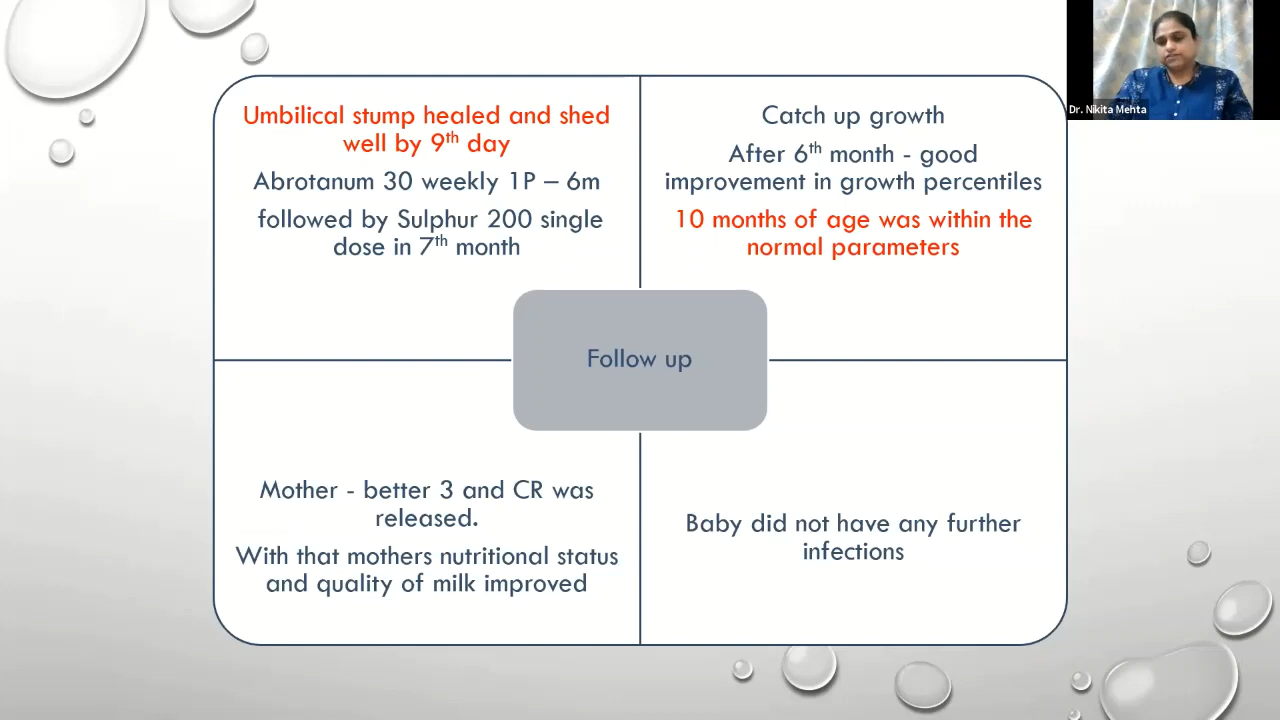 Umbilical stump healed and shed
well by 9th day
Abrotanum 30 weekly 1P – 6m
followed by Sulphur 200 single
dose in 7th month
Catch up growth
After 6th month - good
improvement in growth percentiles
10 months of age was within the
normal parameters
Follow up
Mother - better 3 and CR was
released.
With that mothers nutritional status
and quality of milk improved
Baby did not have any further
infections
Dr. Nikita Mehta